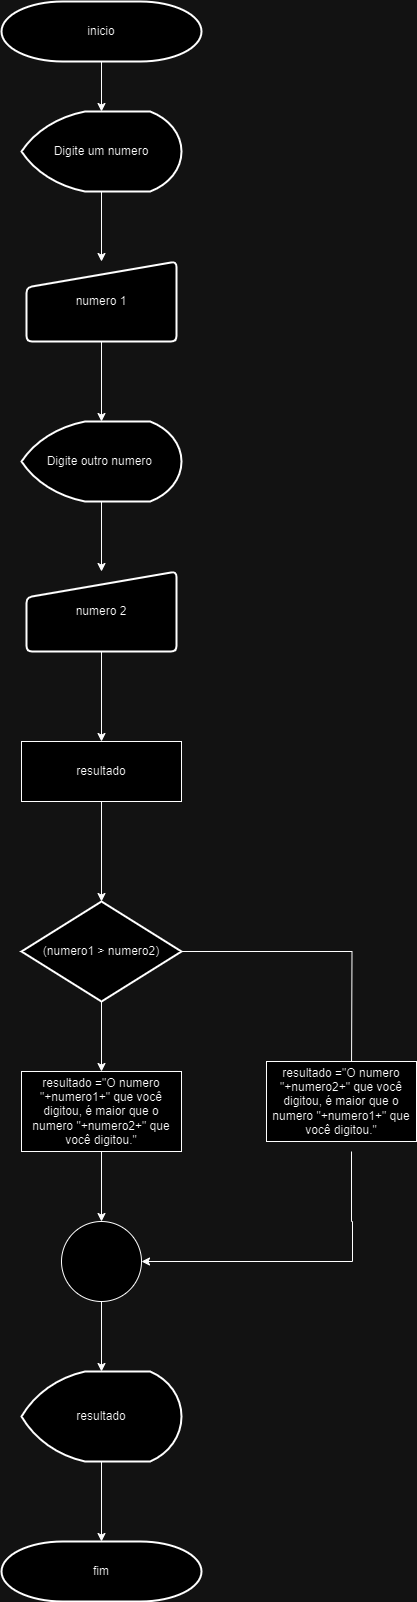 inicio
Digite um numero
numero 1
Digite outro numero
numero 2
resultado
(numero1 > numero2)
resultado ="O numero
"+numero1+" que você
digitou, é maior que o
numero "+numero2+" que
você digitou."
resultado ="O numero
"+numero2+" que você
digitou, é maior que o
numero "+numero1+" que
você digitou."
resultado
fim